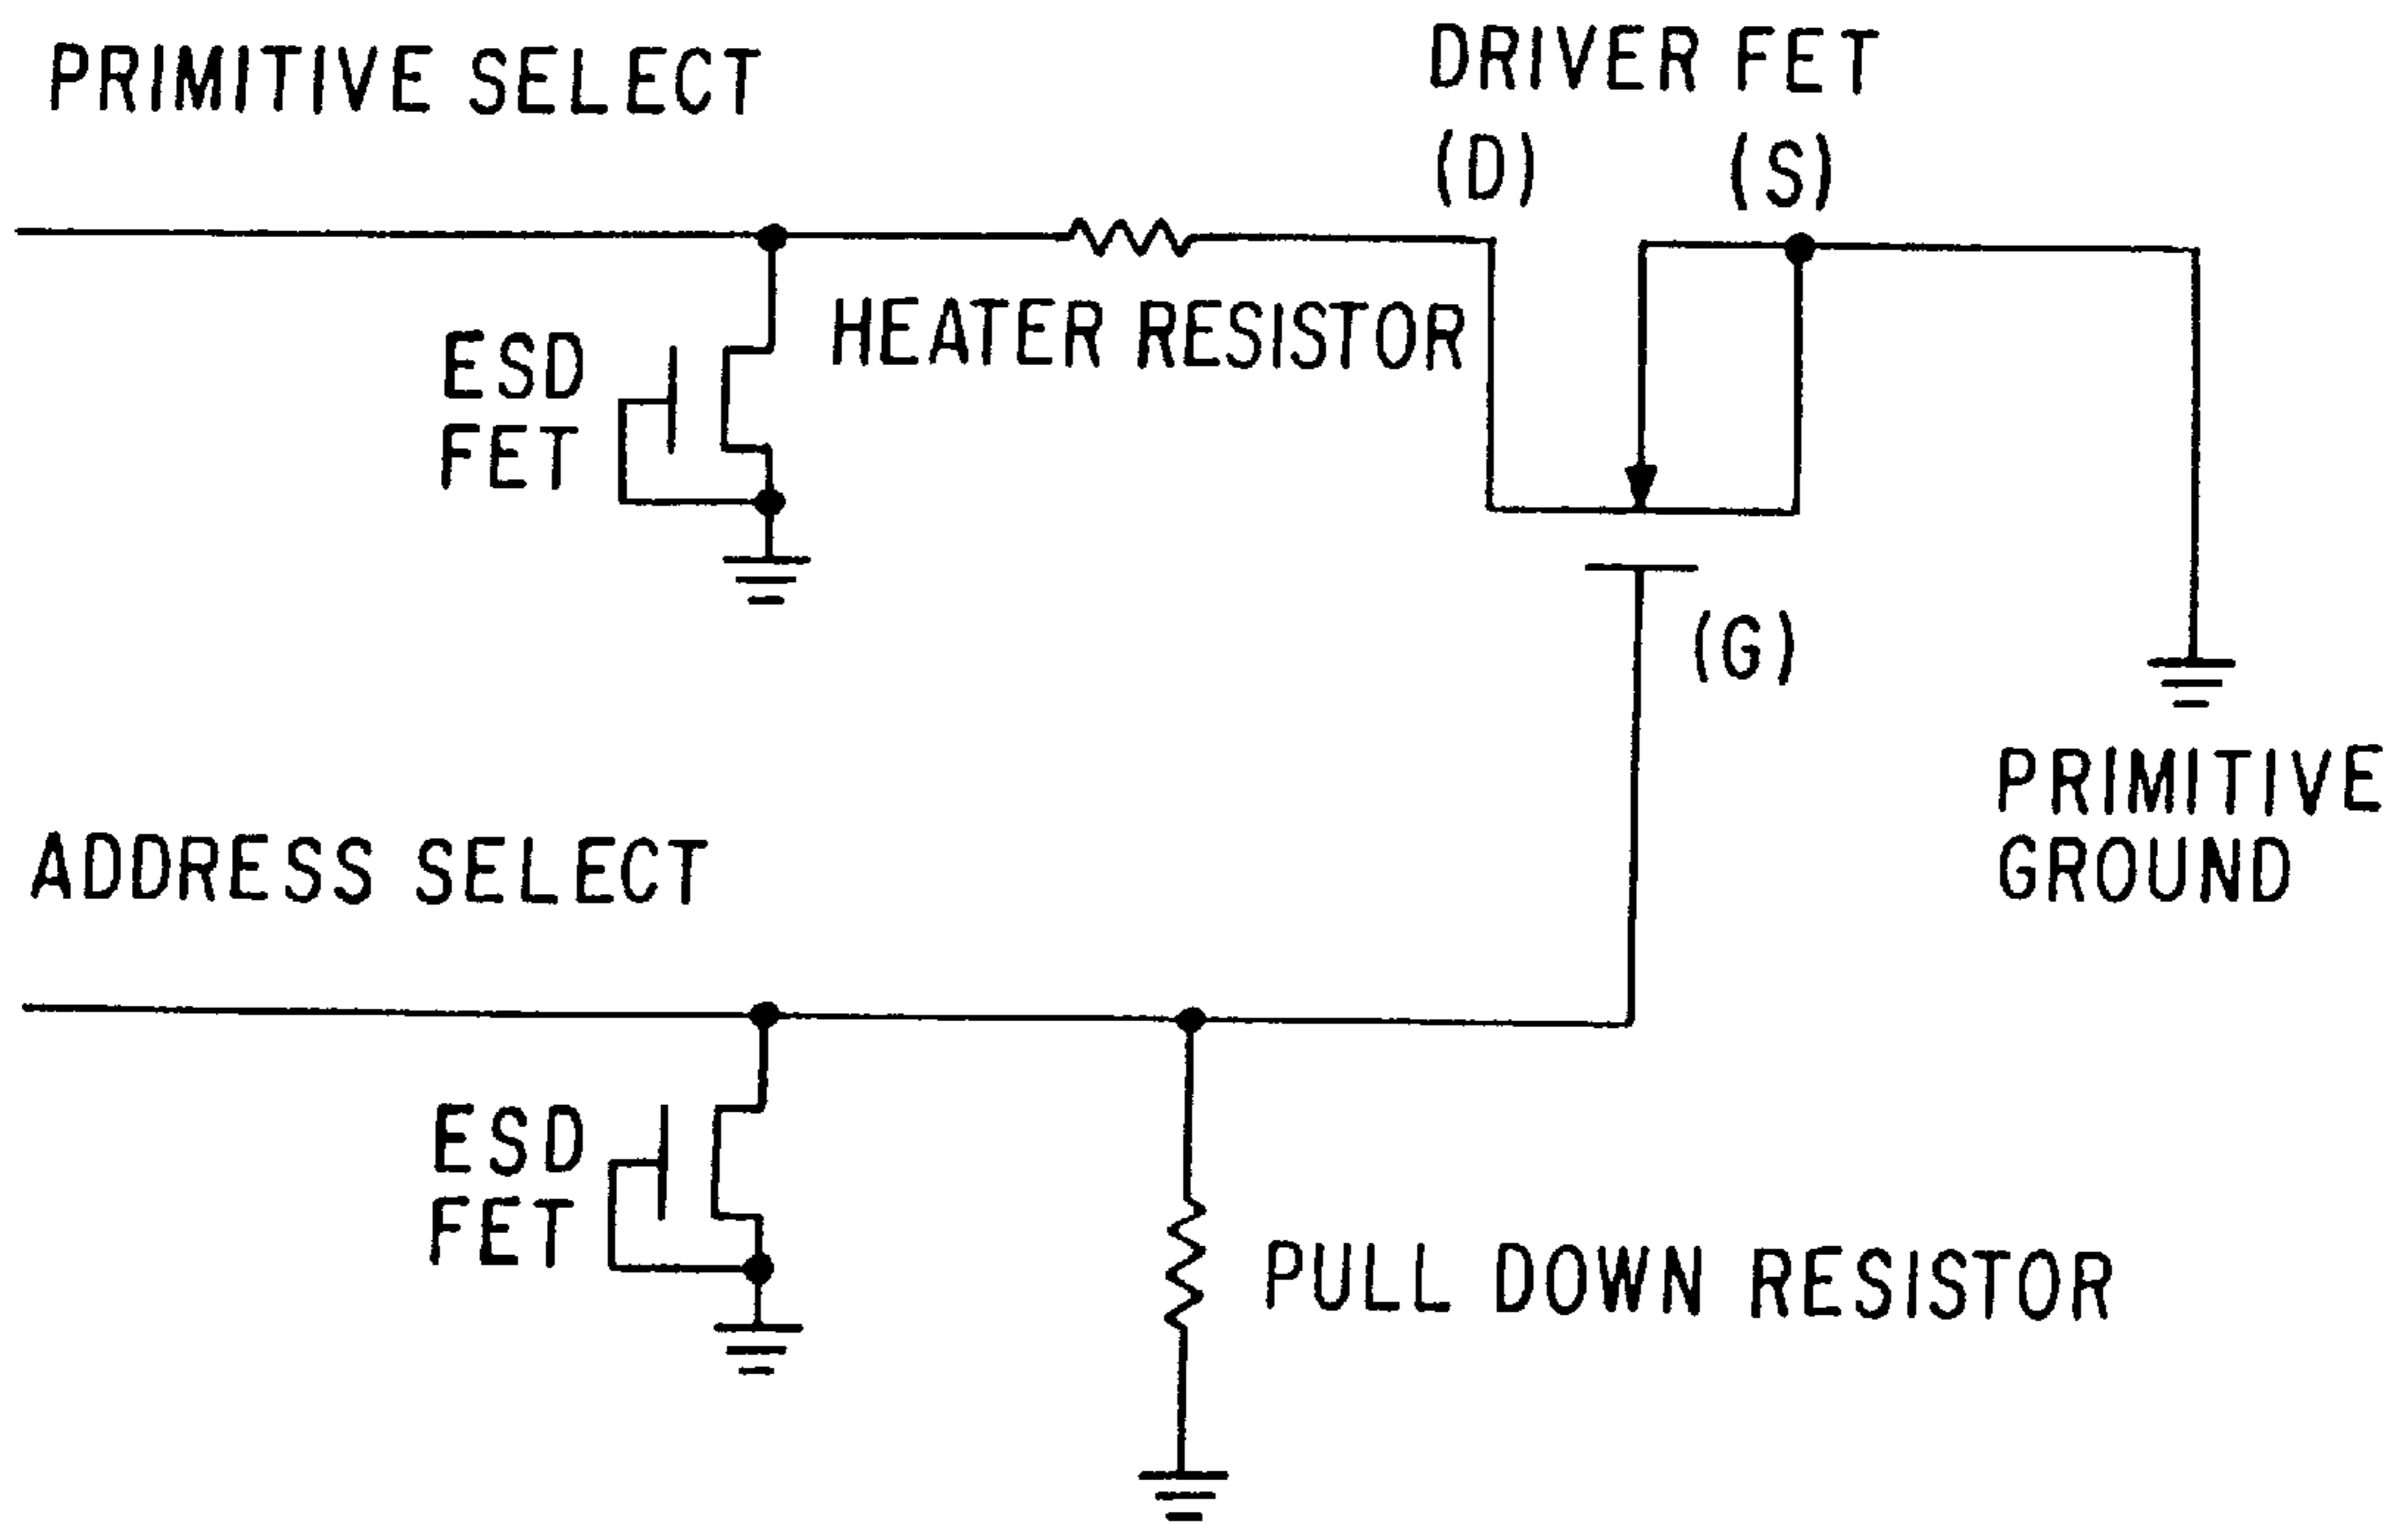 PRIMITIVE SELECT
DRIVER FET
(D) (S)
HEATER RESISTOR
ESD
FET
(G)
PRIMITIVE
GROUND
ADDRESS SELECT
ESD
FET
PULL DOWN RESISTOR